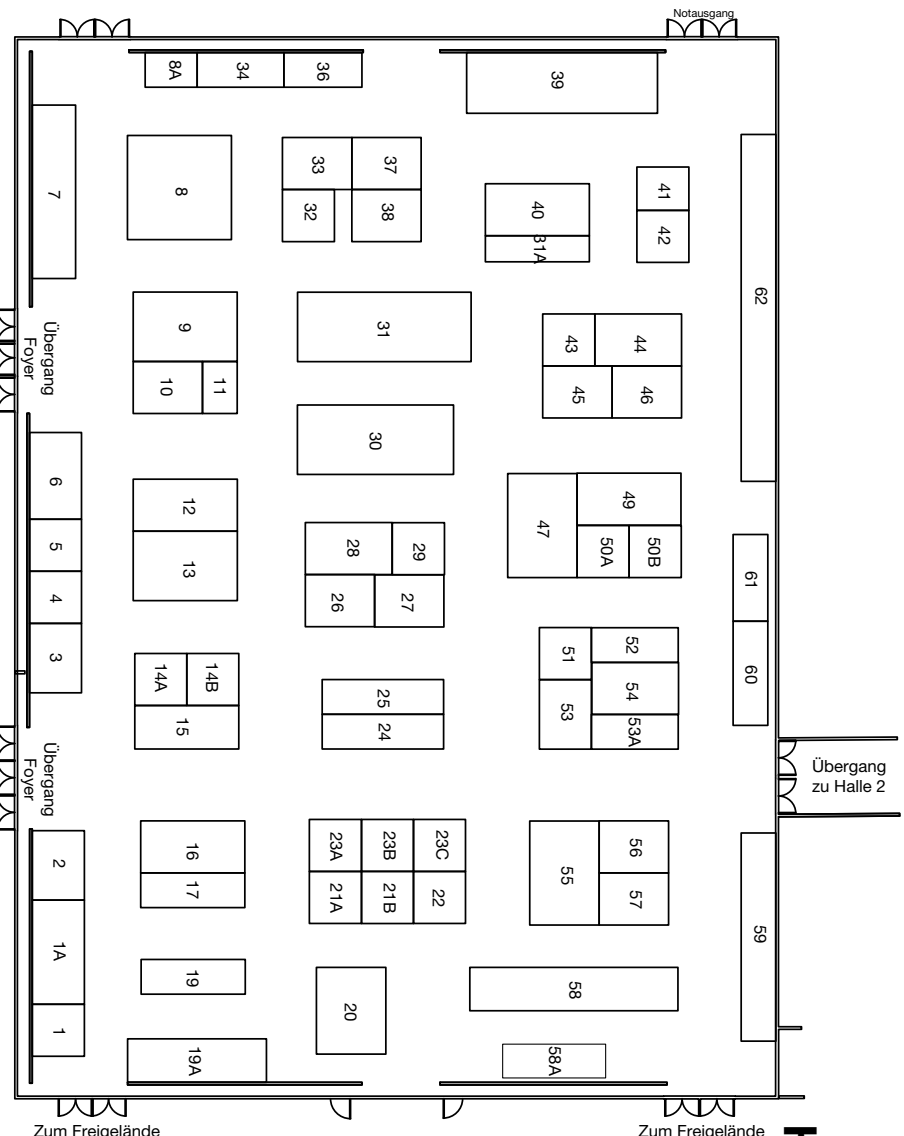 Notausgang
8A
34
36
39
7
8
33
37
32
38
40
31A
41
42
62
9
10
11
31
43
44
45
46
Übergang
Foyer
30
6
5
4
3
12
13
28
29
26
27
47
49
50A
50B
61
60
14A
14B
15
25
24
51
52
54
53
53A
Übergang
Foyer
Übergang
zu Halle 2
2
1A
1
16
17
23A
23B
23C
21A
21B
22
55
56
57
59
19
20
58
19A
58A
Zum Freigelände
Zum Freigelände